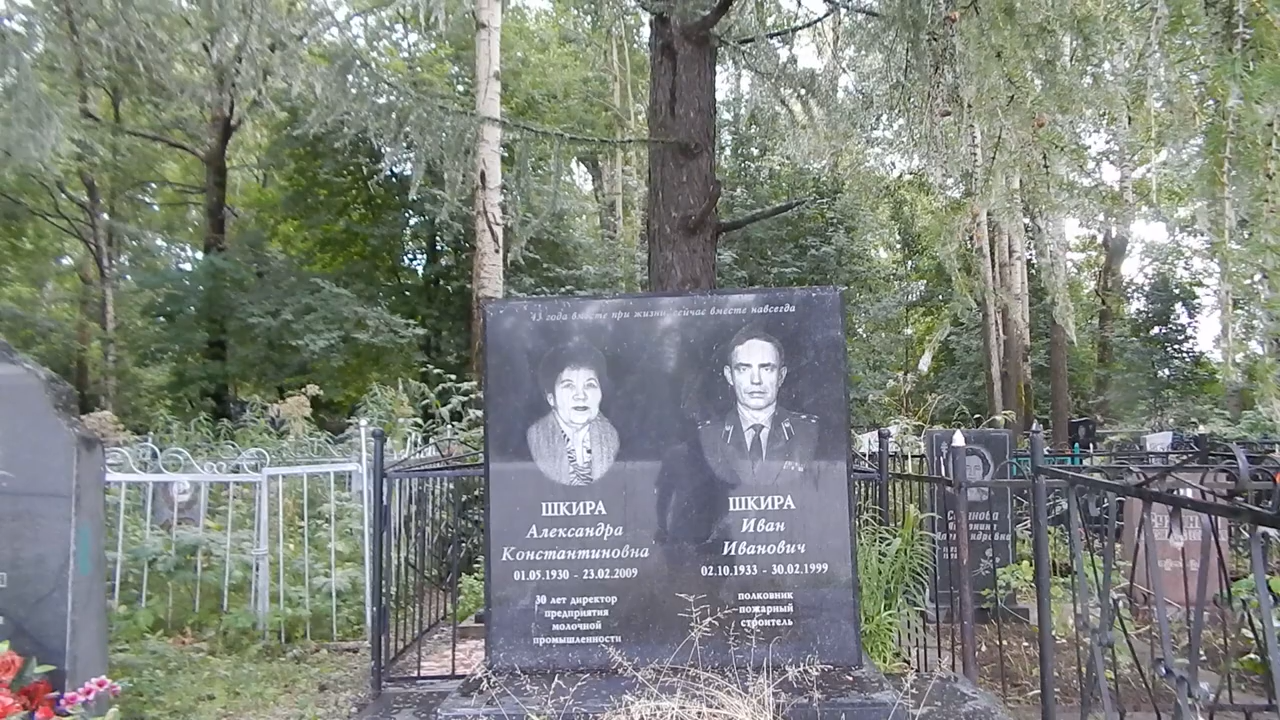 43 года вместе при жизни, сейчас вместе навсегда
ШКИРА
Александра
Константиновна
01.05.1930 - 23.02.2009
30 лет директор
предприятия
молочной
промышленности
ШКИРА
Иван
Иванович
02.10.1933 - 30.02.1999
полковник
пожарный
строитель